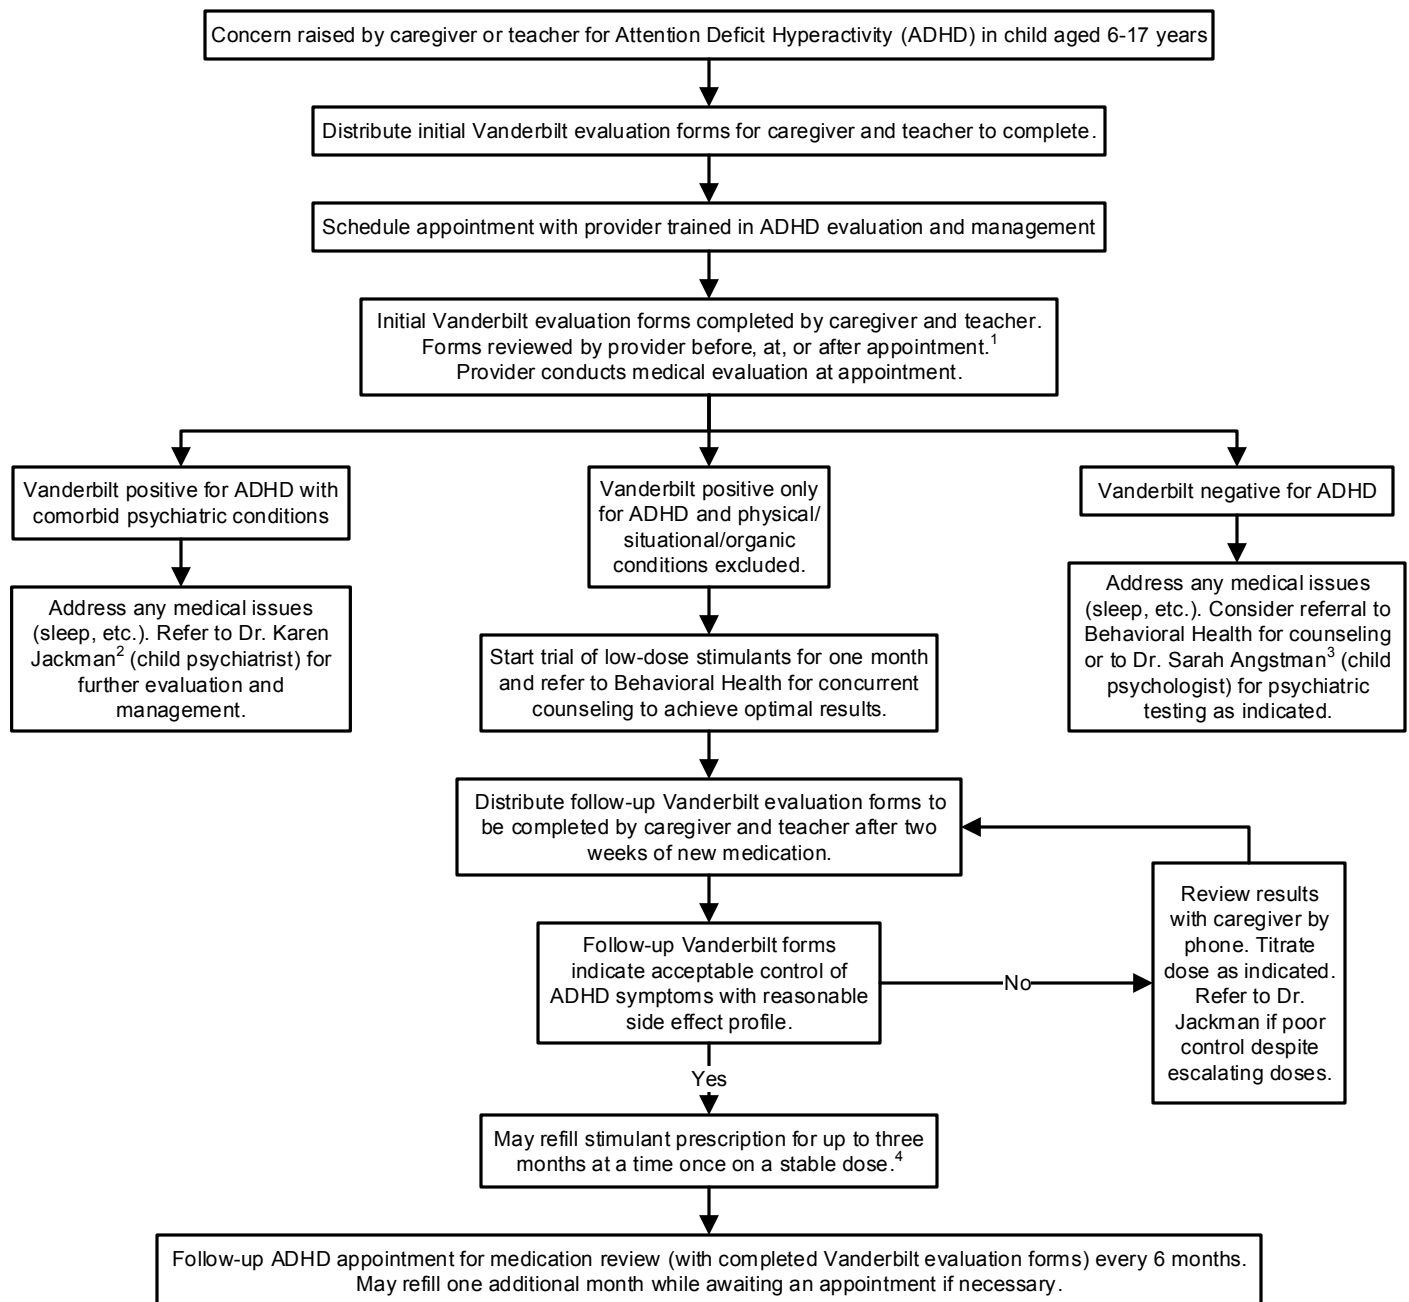 Concern raised by caregiver or teacher for Attention Deficit Hyperactivity (ADHD) in child aged 6-17 years
Distribute initial Vanderbilt evaluation forms for caregiver and teacher to complete.
Schedule appointment with provider trained in ADHD evaluation and management
Initial Vanderbilt evaluation forms completed by caregiver and teacher.
Forms reviewed by provider before, at, or after appointment.1
Provider conducts medical evaluation at appointment.
Vanderbilt positive for ADHD with
comorbid psychiatric conditions
Address any medical issues
(sleep, etc.). Refer to Dr. Karen
Jackman2 (child psychiatrist) for
further evaluation and
management.
Vanderbilt positive only
for ADHD and physical/
situational/organic
conditions excluded.
Start trial of low-dose stimulants for one month
and refer to Behavioral Health for concurrent
counseling to achieve optimal results.
Vanderbilt negative for ADHD
Address any medical issues
(sleep, etc.). Consider referral to
Behavioral Health for counseling
or to Dr. Sarah Angstman3 (child
psychologist) for psychiatric
testing as indicated.
Distribute follow-up Vanderbilt evaluation forms to
be completed by caregiver and teacher after two
weeks of new medication.
Follow-up Vanderbilt forms
indicate acceptable control of
ADHD symptoms with reasonable
side effect profile.
No
Review results
with caregiver by
phone. Titrate
dose as indicated.
Refer to Dr.
Jackman if poor
control despite
escalating doses.
Yes
May refill stimulant prescription for up to three
months at a time once on a stable dose.4
Follow-up ADHD appointment for medication review (with completed Vanderbilt evaluation forms) every 6 months.
May refill one additional month while awaiting an appointment if necessary.